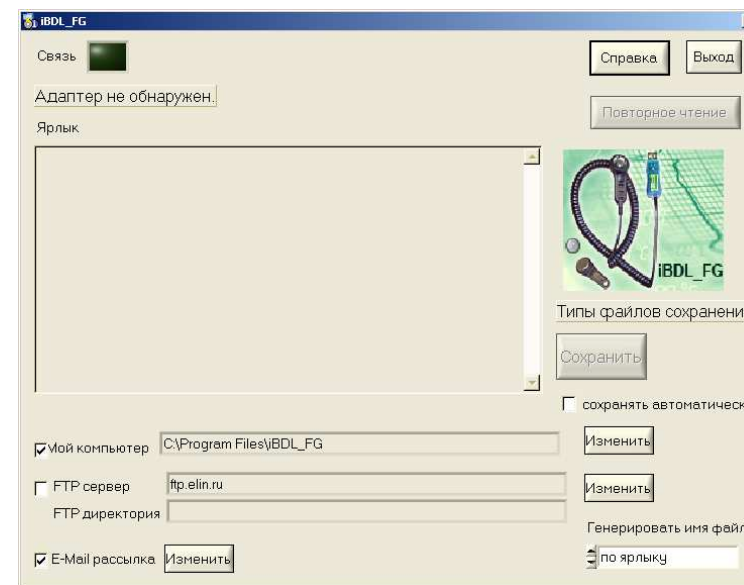 iBDL_FG
Связь
Справка
Выход
Адаптер не обнаружен.
Повторное чтение
Ярлык
iBDL_FG
Типы файлов сохранени
Сохранить
сохранять автоматическ
Мой компьютер C:\Program Files\iBDL_FG Изменить
FTP сервер ftp.elin.ru Изменить
FTP директория
Генерировать имя файл
E-Mail рассылка Изменить по ярлыку